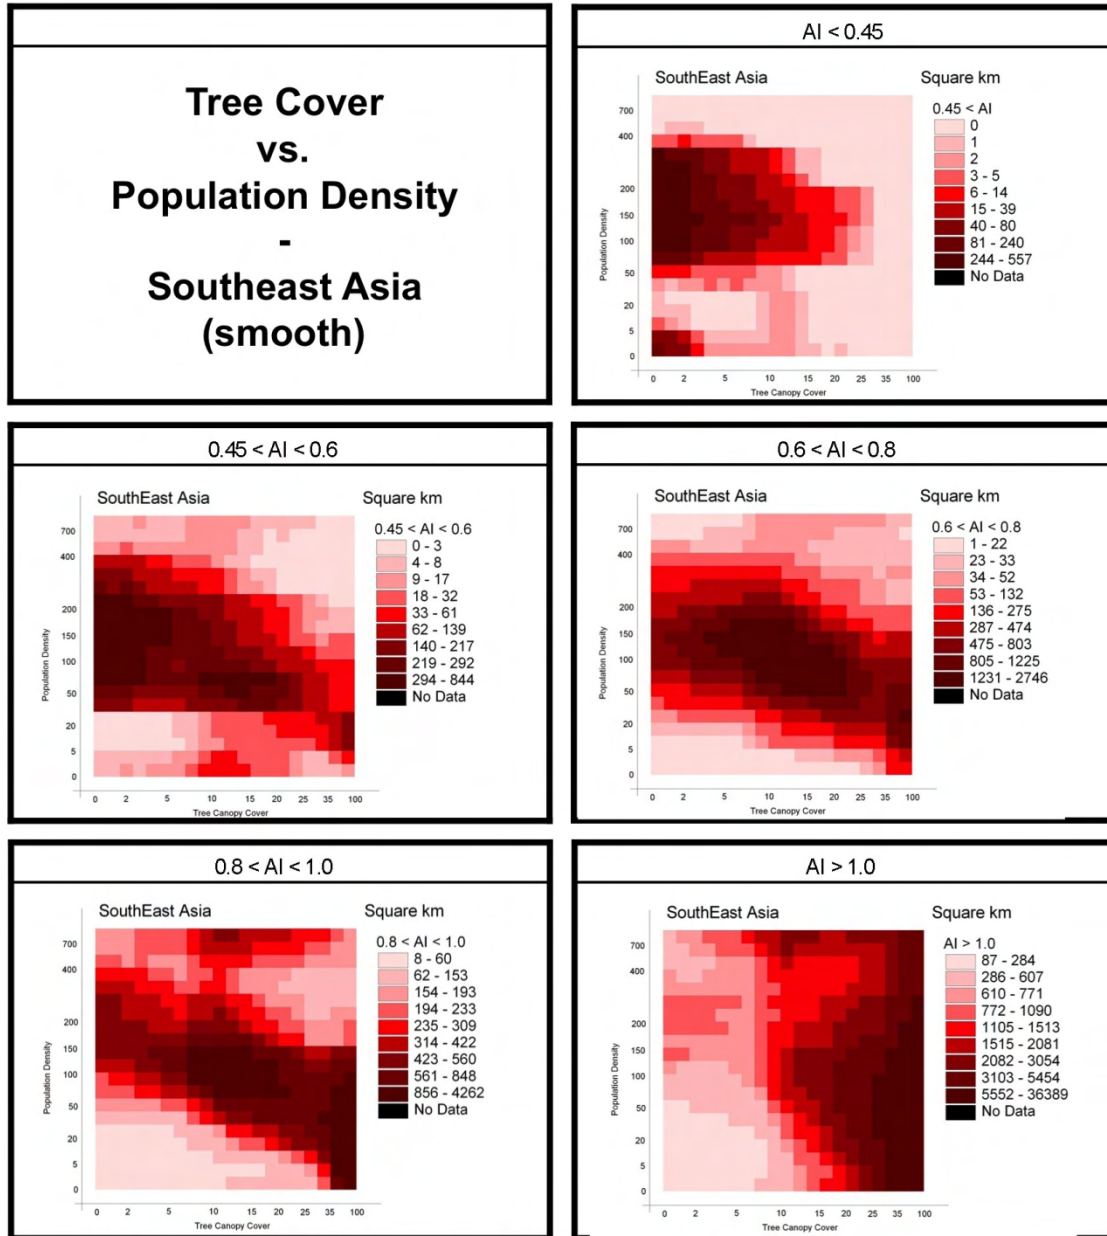 Tree Cover
vs.
Population Density
-
Southeast Asia
(smooth)
AI < 0.45
SouthEast Asia
Square km
0.45 < AI
0
1
2
3 - 5
6 - 14
15 - 39
40 - 80
81 - 240
244 - 557
No Data
Population Density
700
400
200
150
100
50
20
5
0
0 2 5 10 15 20 25 35 100
Tree Canopy Cover
0.45 < AI < 0.6
SouthEast Asia
Square km
0.45 < AI < 0.6
0 - 3
4 - 8
9 - 17
18 - 32
33 - 61
62 - 139
140 - 217
219 - 292
294 - 844
No Data
Population Density
700
400
200
150
100
50
20
5
0
0 2 5 10 15 20 25 35 100
Tree Canopy Cover
0.6 < AI < 0.8
SouthEast Asia
Square km
0.6 < AI < 0.8
1 - 22
23 - 33
34 - 52
53 - 132
136 - 275
287 - 474
475 - 803
805 - 1225
1231 - 2746
No Data
Population Density
700
400
200
150
100
50
20
5
0
0 2 5 10 15 20 25 35 100
Tree Canopy Cover
0.8 < AI < 1.0
SouthEast Asia
Square km
0.8 < AI < 1.0
8 - 60
62 - 153
154 - 193
194 - 233
235 - 309
314 - 422
423 - 560
561 - 848
856 - 4262
No Data
Population Density
700
400
200
150
100
50
20
5
0
0 2 5 10 15 20 25 35 100
Tree Canopy Cover
AI > 1.0
SouthEast Asia
Square km
AI > 1.0
87 - 284
286 - 607
610 - 771
772 - 1090
1105 - 1513
1515 - 2081
2082 - 3054
3103 - 5454
5552 - 36389
No Data
Population Density
700
400
200
150
100
50
20
5
0
0 2 5 10 15 20 25 35 100
Tree Canopy Cover